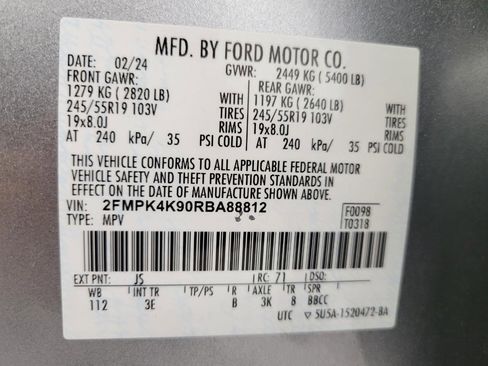 MFD. BY FORD MOTOR CO.
DATE: 02/24 GVWR: 2449 KG ( 5400 LB)
FRONT GAWR: REAR GAWR:
1279 KG ( 2820 LB) WITH 1197 KG ( 2640 LB) WITH
245/55R19 103V TIRES 245/55R19 103V TIRES
19x8.0J RIMS 19x8.0J RIMS
AT 240 kPa/ 35 PSI COLD AT 240 kPa/ 35 PSI COLD
THIS VEHICLE CONFORMS TO ALL APPLICABLE FEDERAL MOTOR
VEHICLE SAFETY AND THEFT PREVENTION STANDARDS IN
EFFECT ON THE DATE OF MANUFACTURE SHOWN ABOVE.
VIN: 2FMPK4K90RBA88812 F0098
TYPE: MPV T0318
EXT PNT: JS RC: 71 DSO:
WB INT TR TP/PS R AXLE TR SPR
112 3E B 3K 8 BBCC
UTC ▽ 5U5A-1520472-BA